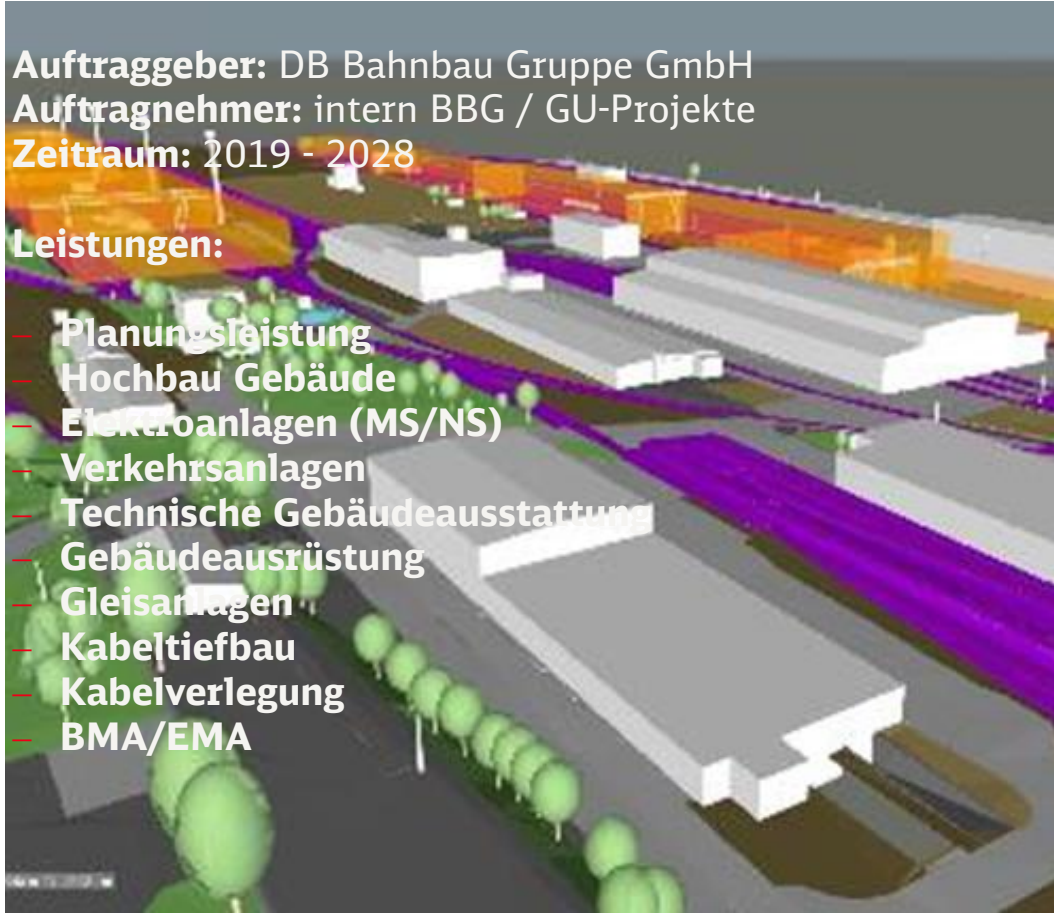 Auftraggeber: DB Bahnbau Gruppe GmbH
Auftragnehmer: intern BBG / GU-Projekte
Zeitraum: 2019 - 2028
Leistungen:
– Planungsleistung
– Hochbau Gebäude
– Elektroanlagen (MS/NS)
– Verkehrsanlagen
– Technische Gebäudeausstattung
– Gebäudeausrüstung
– Gleisanlagen
– Kabeltiefbau
– Kabelverlegung
– BMA/EMA